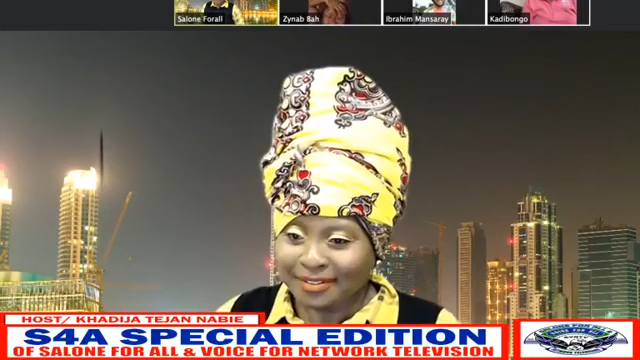 Salone Forall
Zynab Bah
Ibrahim Mansaray
Kadibongo
HOST/ KHADIJA TEJAN NABIE
S4A SPECIAL EDITION
OF SALONE FOR ALL & VOICE FOR NETWORK TELEVISION